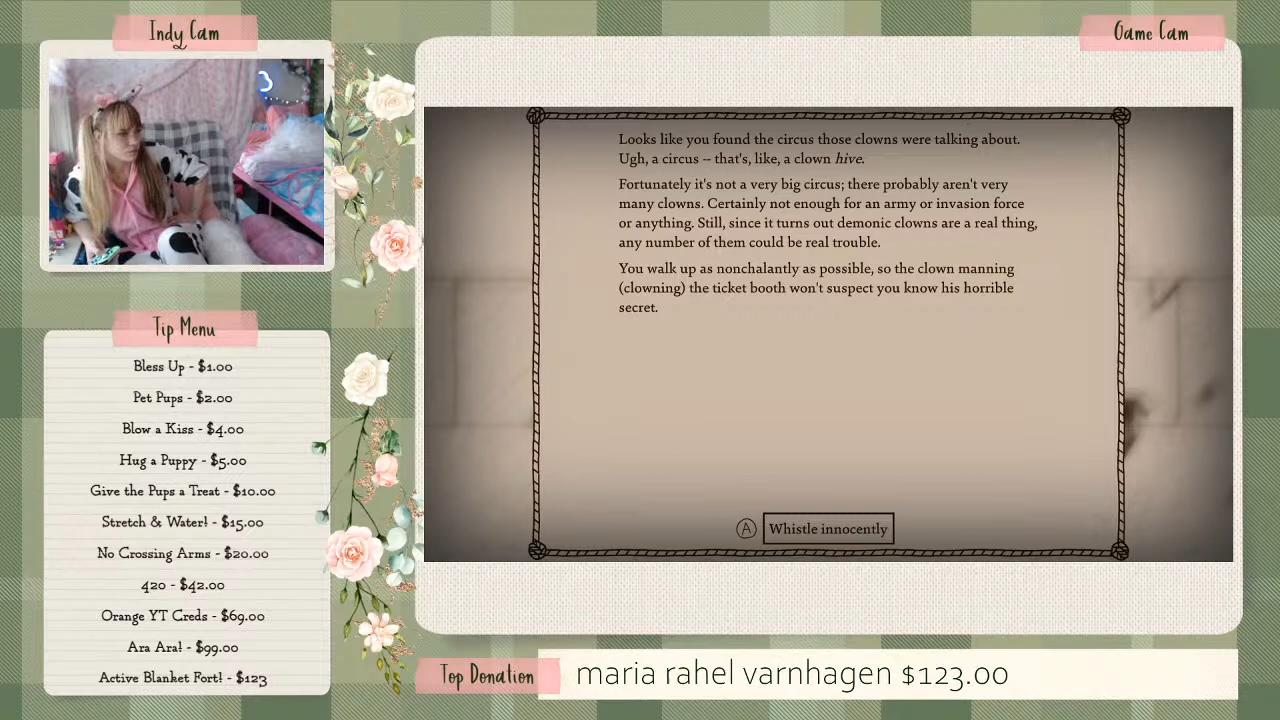 Indy Cam
Game Cam
3
Looks like you found the circus those clowns were talking about.
Ugh, a circus -- that's, like, a clown hive.
Fortunately it's not a very big circus; there probably aren't very
many clowns. Certainly not enough for an army or invasion force
or anything. Still, since it turns out demonic clowns are a real thing,
any number of them could be real trouble.
You walk up as nonchalantly as possible, so the clown manning
(clowning) the ticket booth won't suspect you know his horrible
secret.
A Whistle innocently
Tip Menu
Bless Up - $1.00
Pet Pups - $2.00
Blow a Kiss - $4.00
Hug a Puppy - $5.00
Give the Pups a Treat - $10.00
Stretch & Water! - $15.00
No Crossing Arms - $20.00
420 - $42.00
Orange YT Creds - $69.00
Ara Ara! - $99.00
Active Blanket Fort! - $123
Top Donation
maria rahel varnhagen $123.00